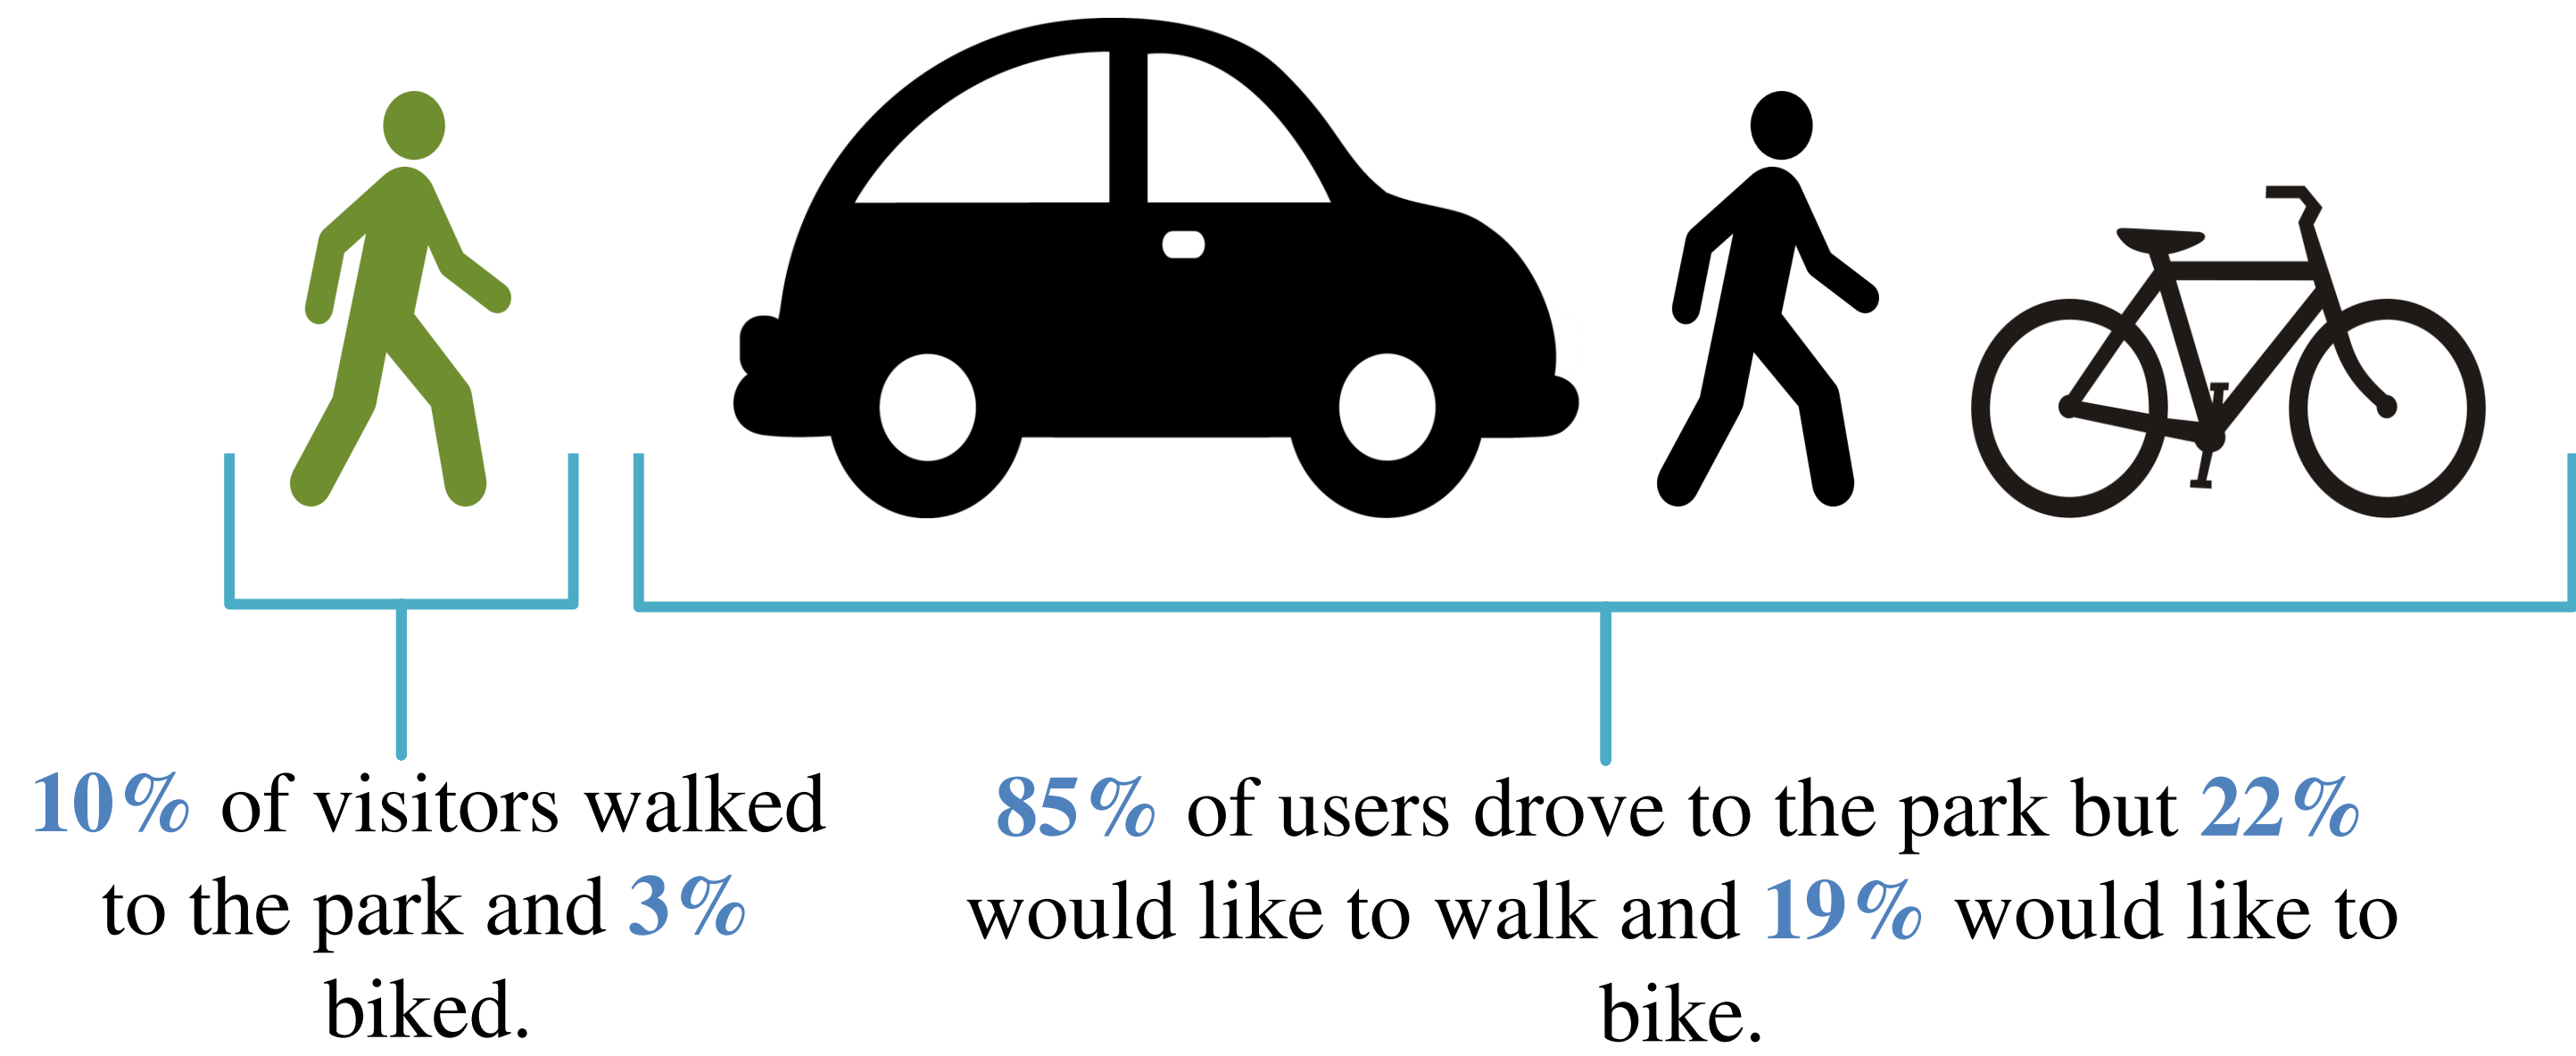 10% of visitors walked
to the park and 3%
biked.
85% of users drove to the park but 22%
would like to walk and 19% would like to
bike.